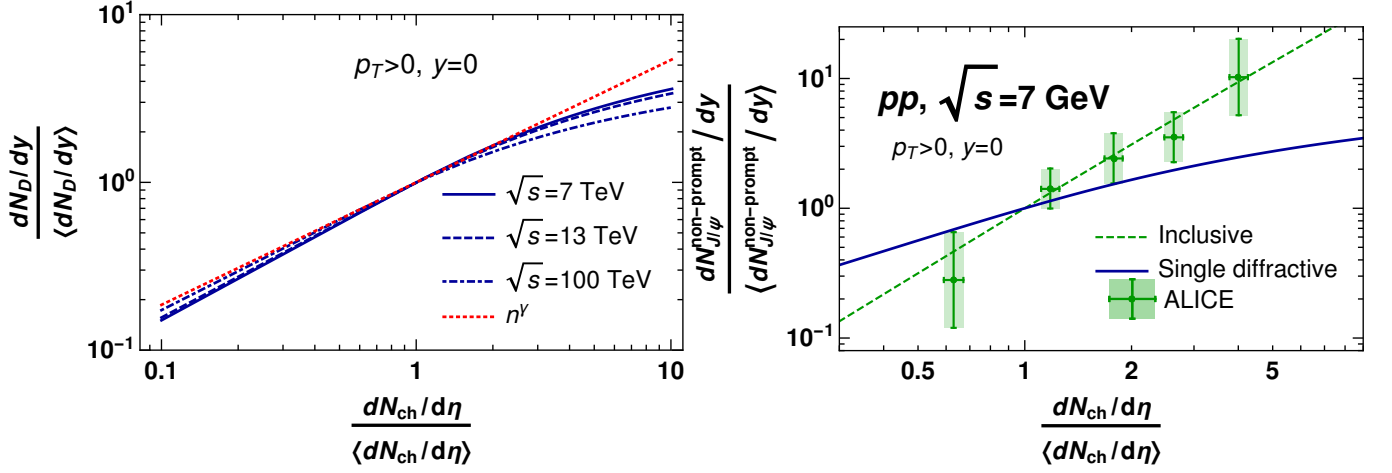 p_T>0, y=0
dN_D/dy
⟨dN_D/dy⟩
√s=7 TeV
√s=13 TeV
√s=100 TeV
n^γ
10^1
10^0
10^−1
0.1
1
10
dN_ch/dη
⟨dN_ch/dη⟩
pp, √s=7 GeV
p_T>0, y=0
dN_{J/ψ}^{non−prompt}/dy
⟨dN_{J/ψ}^{non−prompt}/dy⟩
Inclusive
Single diffractive
ALICE
10^1
10^0
10^−1
0.5
1
2
5
dN_ch/dη
⟨dN_ch/dη⟩